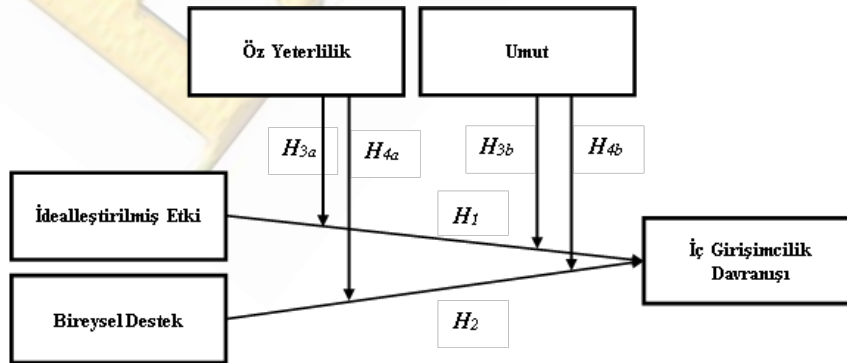 Öz Yeterlilik
Umut
H3a
H4a
H3b
H4b
İdealleştirilmiş Etki
H1
İç Girişimcilik
Davranışı
Bireysel Destek
H2